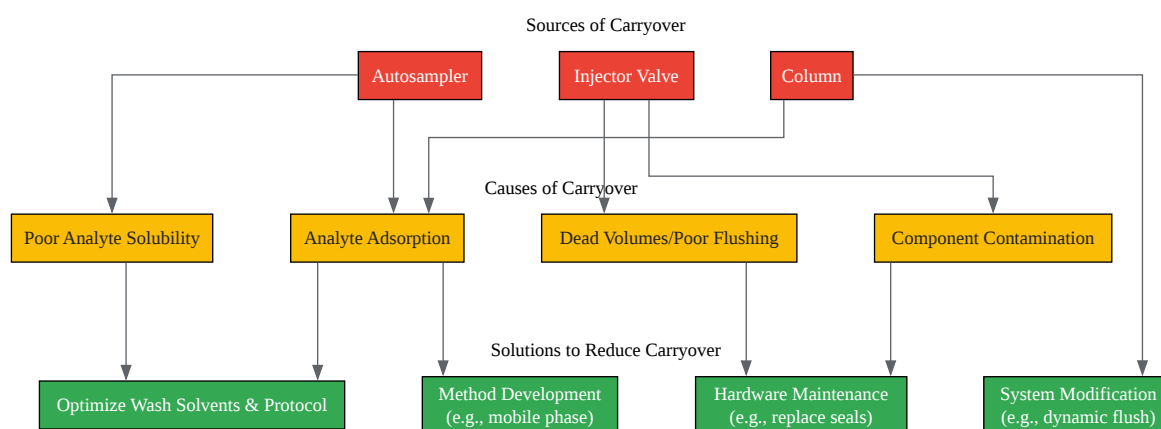 Sources of Carryover
Autosampler
Injector Valve
Column
Causes of Carryover
Poor Analyte Solubility
Analyte Adsorption
Dead Volumes/Poor Flushing
Component Contamination
Solutions to Reduce Carryover
Optimize Wash Solvents & Protocol
Method Development
(e.g., mobile phase)
Hardware Maintenance
(e.g., replace seals)
System Modification
(e.g., dynamic flush)